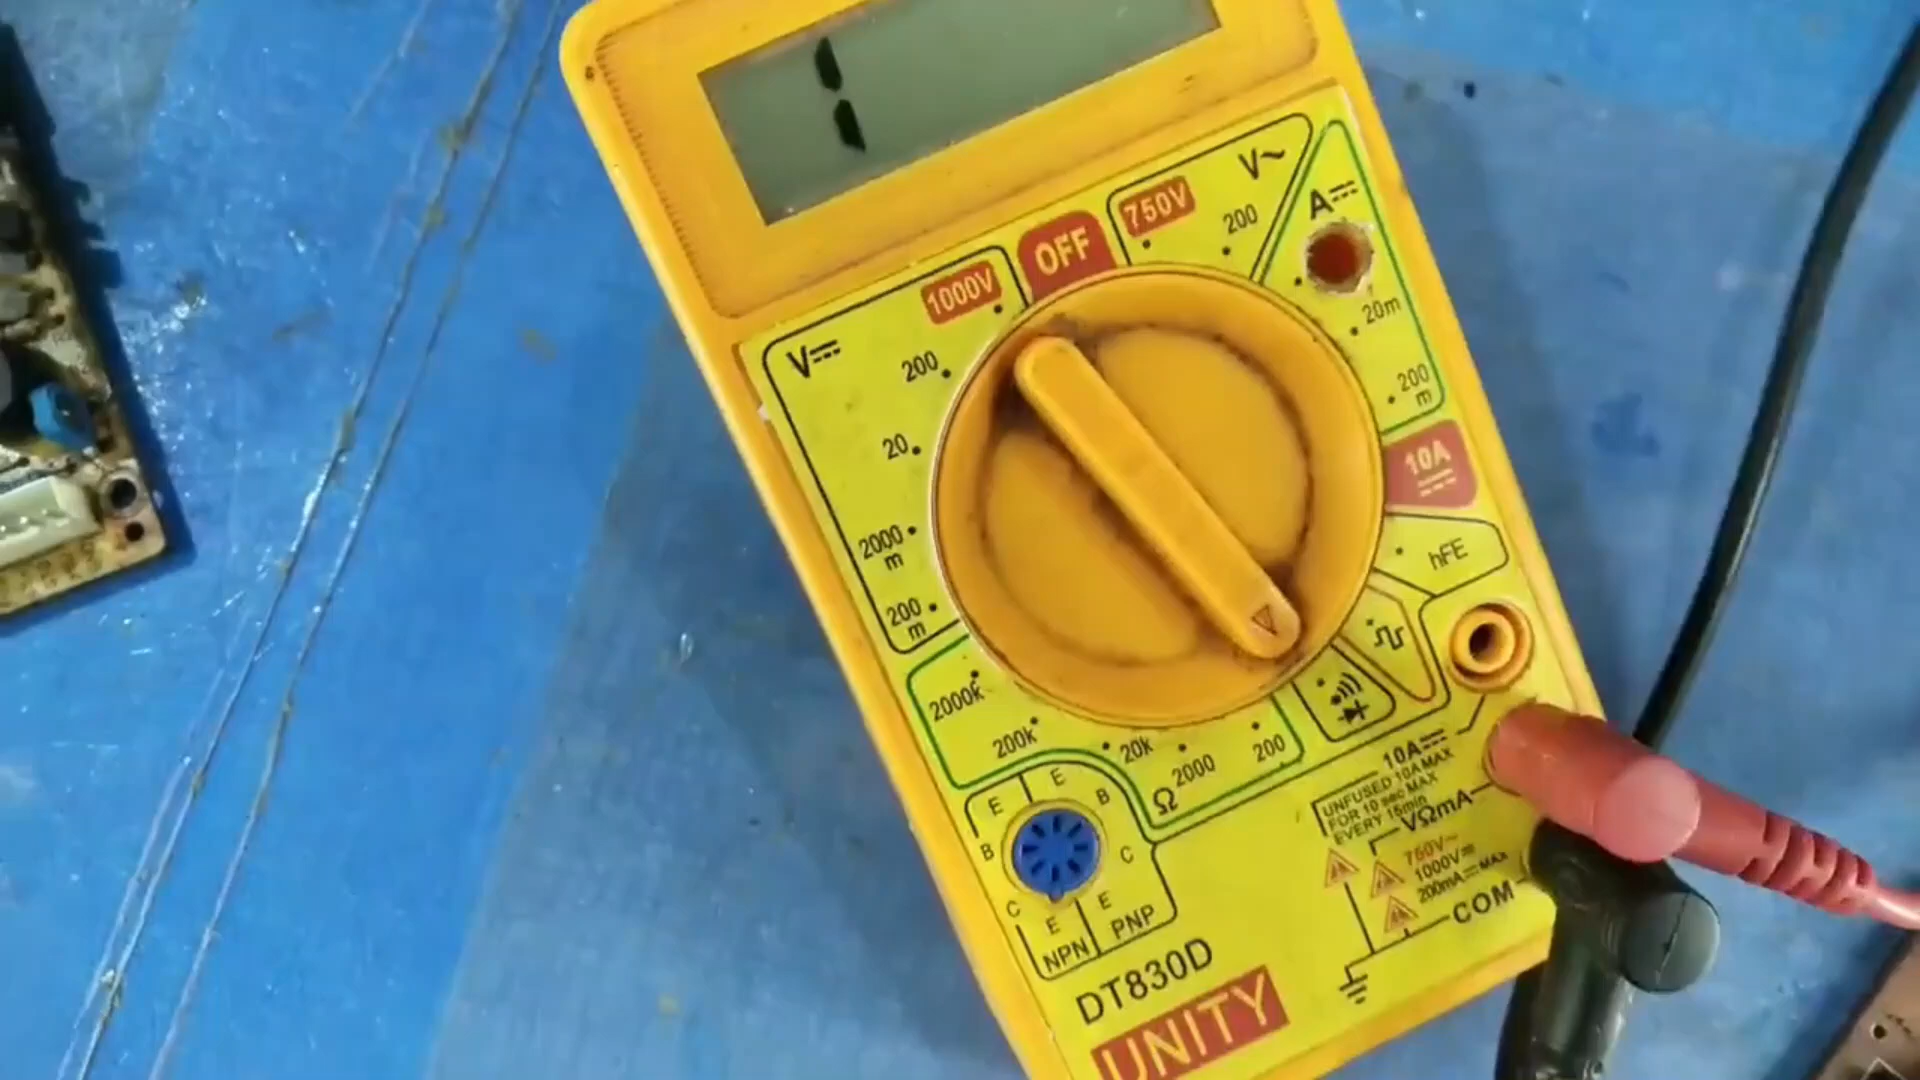 1
V~
750V
200
A⎓
OFF
1000V
V⎓
200
20m
20
200
m
10A
2000
m
hFE
200
m
2000k
200k
20k
2000
200
Ω
10A⎓
UNFUSED 10A MAX
FOR 10 sec MAX
EVERY 15min
VΩmA
750V~
1000V⎓
200mA⎓ MAX
COM
E
E
B
B
C
C
E
E
NPN
PNP
DT830D
UNITY